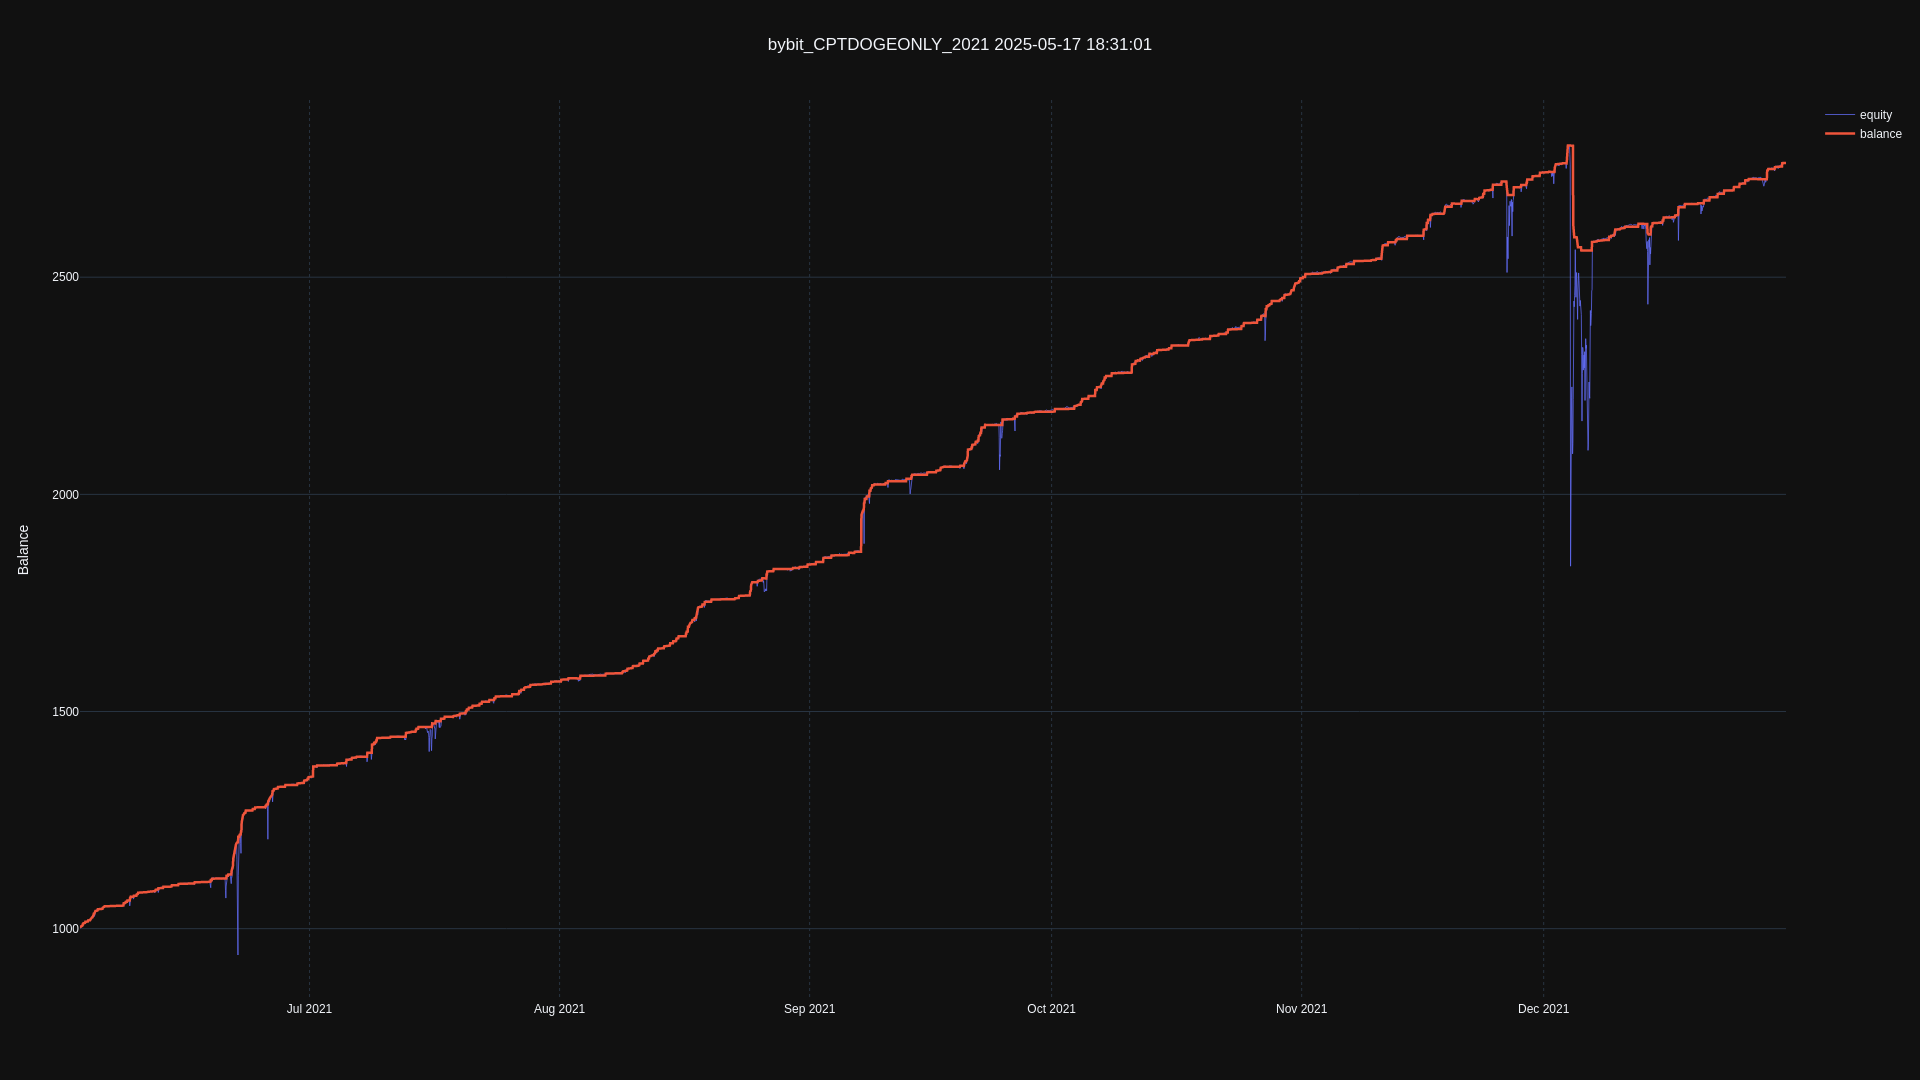 bybit_CPTDOGEONLY_2021 2025-05-17 18:31:01
equity
balance
Balance
2500
2000
1500
1000
Jul 2021
Aug 2021
Sep 2021
Oct 2021
Nov 2021
Dec 2021